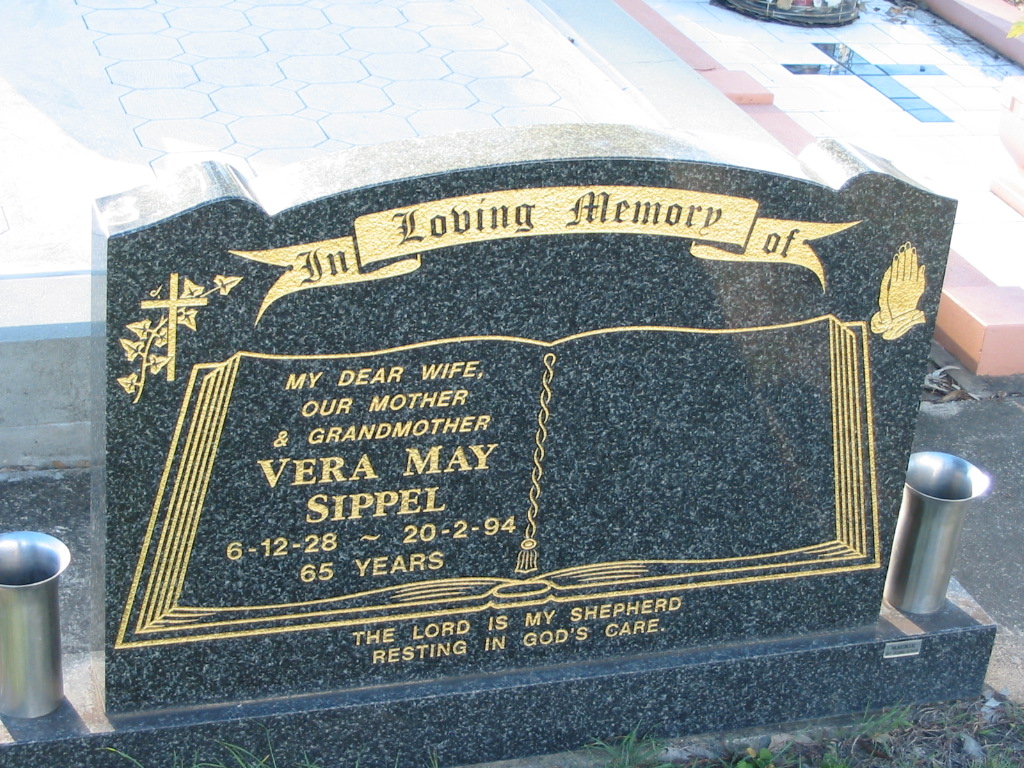 In Loving Memory of
MY DEAR WIFE,
OUR MOTHER
& GRANDMOTHER
VERA MAY
SIPPEL
6-12-28 ~ 20-2-94
65 YEARS
THE LORD IS MY SHEPHERD
RESTING IN GOD'S CARE.